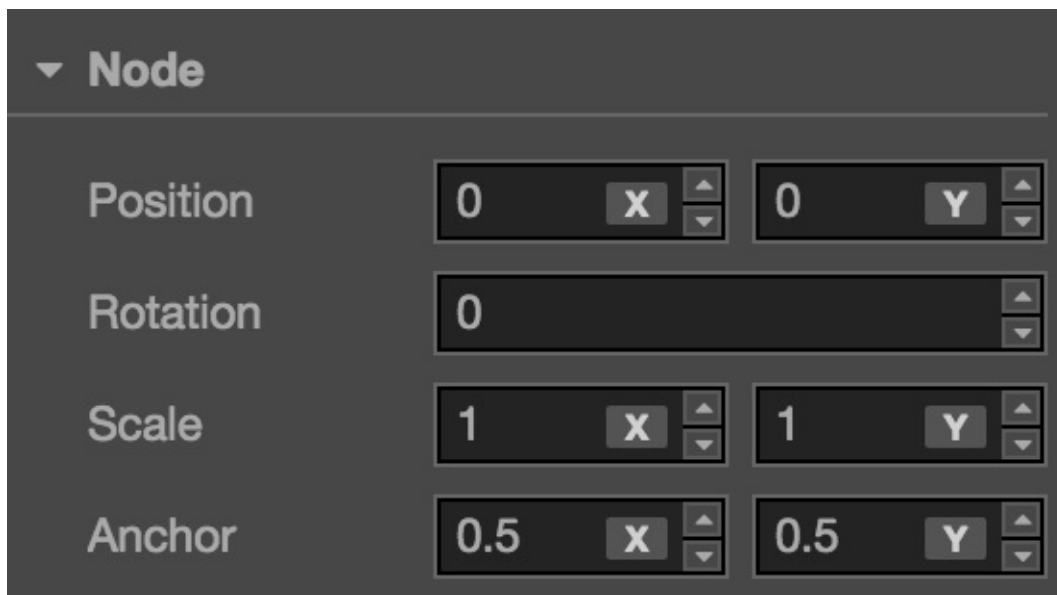 Node
Position 0 X 0 Y
Rotation 0
Scale 1 X 1 Y
Anchor 0.5 X 0.5 Y